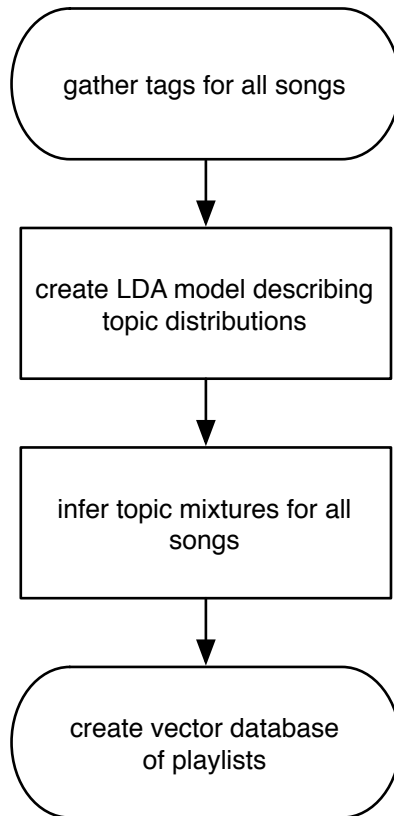 gather tags for all songs
create LDA model describing
topic distributions
infer topic mixtures for all
songs
create vector database
of playlists